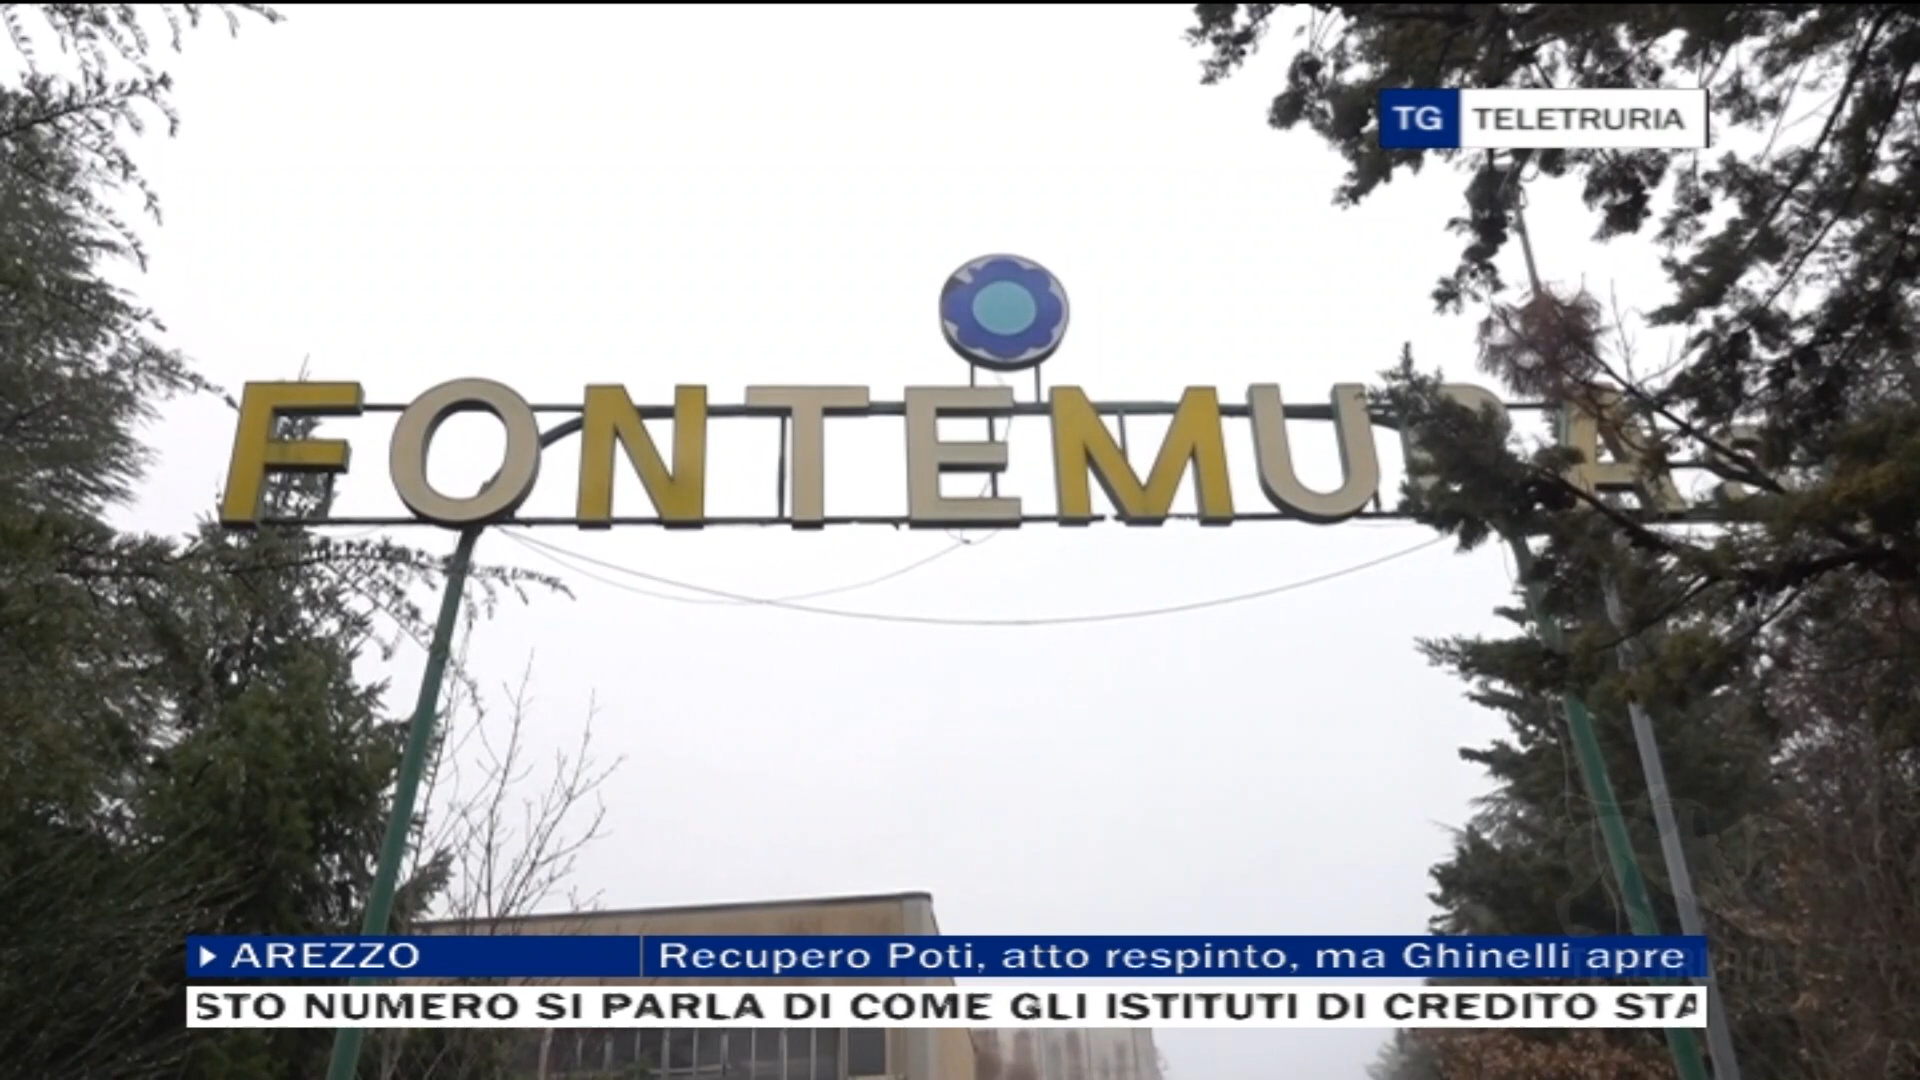 TG TELETRURIA
FONTEMU
AREZZO
Recupero Poti, atto respinto, ma Ghinelli apre
STO NUMERO SI PARLA DI COME GLI ISTITUTI DI CREDITO STA